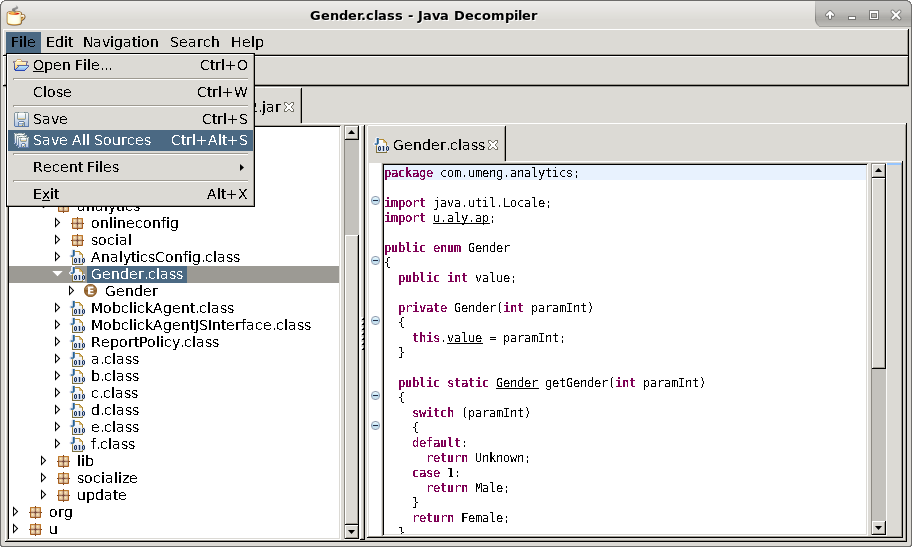 Gender.class - Java Decompiler
File Edit Navigation Search Help
Open File... Ctrl+O
Close Ctrl+W
Save Ctrl+S
Save All Sources Ctrl+Alt+S
Recent Files
Exit Alt+X
.jar
analytics
onlineconfig
social
AnalyticsConfig.class
Gender.class
E Gender
MobclickAgent.class
MobclickAgentJSInterface.class
ReportPolicy.class
a.class
b.class
c.class
d.class
e.class
f.class
lib
socialize
update
org
u
Gender.class
package com.umeng.analytics;
import java.util.Locale;
import u.aly.ap;
public enum Gender
{
public int value;
private Gender(int paramInt)
{
this.value = paramInt;
}
public static Gender getGender(int paramInt)
{
switch (paramInt)
{
default:
return Unknown;
case 1:
return Male;
}
return Female;
}